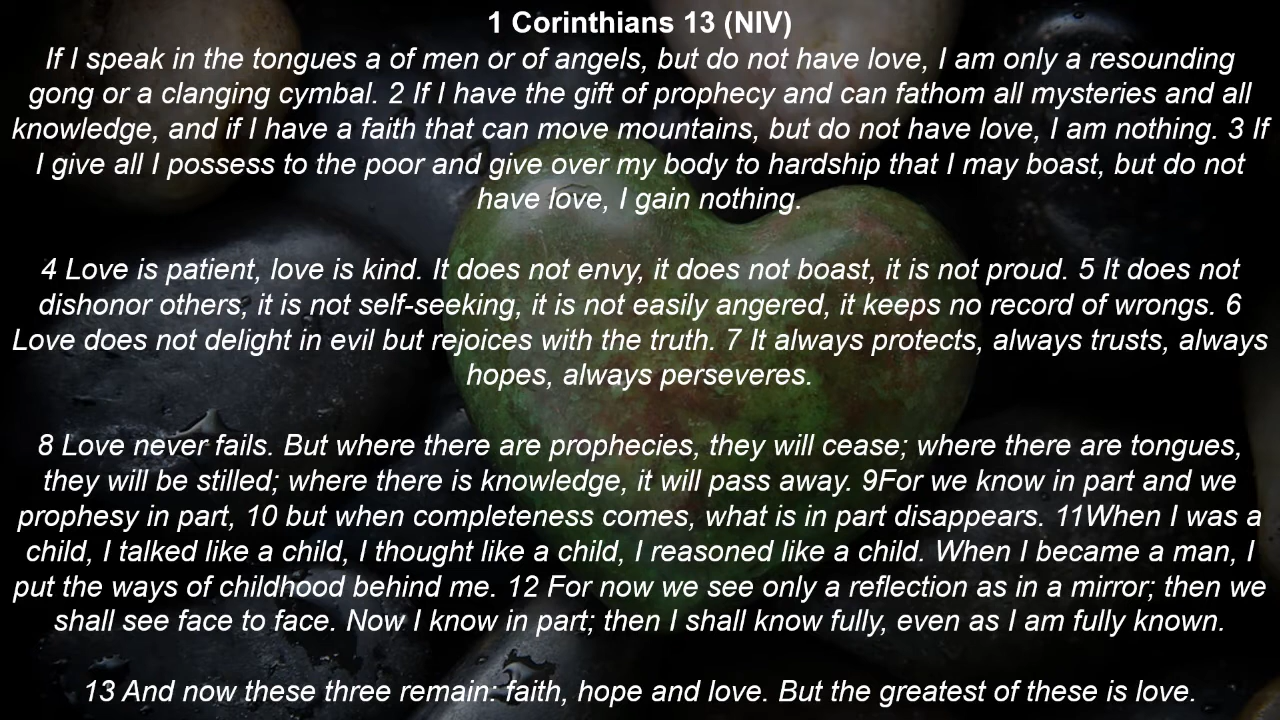 1 Corinthians 13 (NIV)
If I speak in the tongues a of men or of angels, but do not have love, I am only a resounding
gong or a clanging cymbal. 2 If I have the gift of prophecy and can fathom all mysteries and all
knowledge, and if I have a faith that can move mountains, but do not have love, I am nothing. 3 If
I give all I possess to the poor and give over my body to hardship that I may boast, but do not
have love, I gain nothing.
4 Love is patient, love is kind. It does not envy, it does not boast, it is not proud. 5 It does not
dishonor others, it is not self-seeking, it is not easily angered, it keeps no record of wrongs. 6
Love does not delight in evil but rejoices with the truth. 7 It always protects, always trusts, always
hopes, always perseveres.
8 Love never fails. But where there are prophecies, they will cease; where there are tongues,
they will be stilled; where there is knowledge, it will pass away. 9For we know in part and we
prophesy in part, 10 but when completeness comes, what is in part disappears. 11When I was a
child, I talked like a child, I thought like a child, I reasoned like a child. When I became a man, I
put the ways of childhood behind me. 12 For now we see only a reflection as in a mirror; then we
shall see face to face. Now I know in part; then I shall know fully, even as I am fully known.
13 And now these three remain: faith, hope and love. But the greatest of these is love.